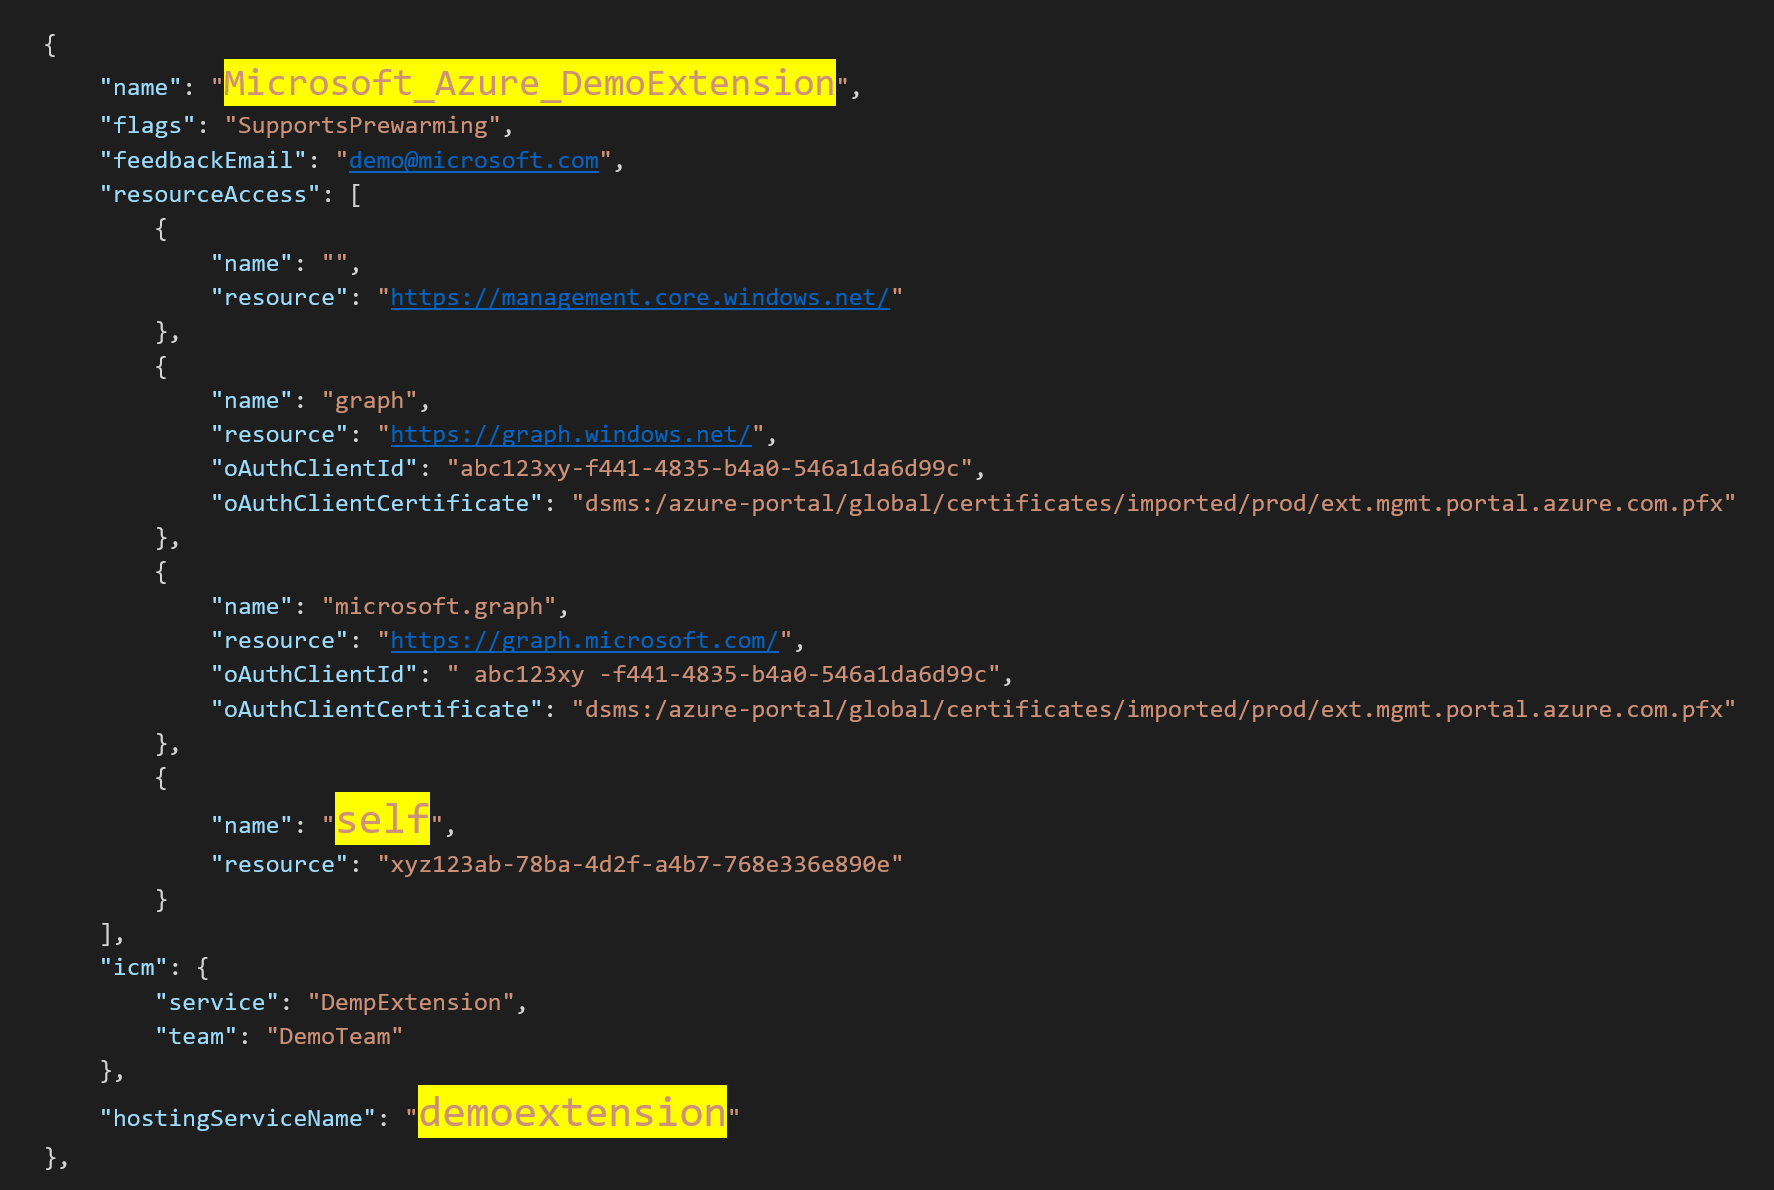 {
    "name": "Microsoft_Azure_DemoExtension",
    "flags": "SupportsPrewarming",
    "feedbackEmail": "demo@microsoft.com",
    "resourceAccess": [
        {
            "name": "",
            "resource": "https://management.core.windows.net/"
        },
        {
            "name": "graph",
            "resource": "https://graph.windows.net/",
            "oAuthClientId": "abc123xy-f441-4835-b4a0-546a1da6d99c",
            "oAuthClientCertificate": "dsms:/azure-portal/global/certificates/imported/prod/ext.mgmt.portal.azure.com.pfx"
        },
        {
            "name": "microsoft.graph",
            "resource": "https://graph.microsoft.com/",
            "oAuthClientId": " abc123xy -f441-4835-b4a0-546a1da6d99c",
            "oAuthClientCertificate": "dsms:/azure-portal/global/certificates/imported/prod/ext.mgmt.portal.azure.com.pfx"
        },
        {
            "name": "self",
            "resource": "xyz123ab-78ba-4d2f-a4b7-768e336e890e"
        }
    ],
    "icm": {
        "service": "DempExtension",
        "team": "DemoTeam"
    },
    "hostingServiceName": "demoextension"
},